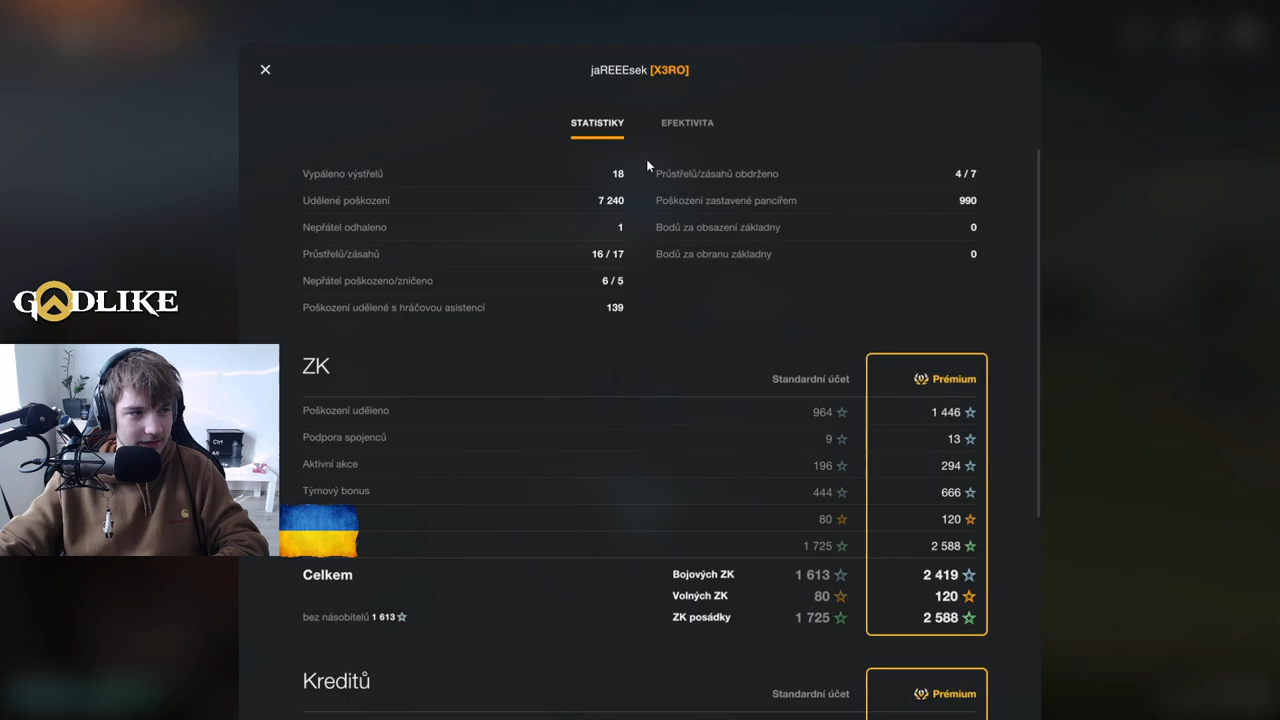 jaREEEsek [X3RO]
STATISTIKY EFEKTIVITA
Vypáleno výstřelů 18 Průstřelů/zásahů obdrženo 4 / 7
Udělené poškození 7 240 Poškození zastavené pancířem 990
Nepřátel odhaleno 1 Bodů za obsazení základny 0
Průstřelů/zásahů 16 / 17 Bodů za obranu základny 0
Nepřátel poškozeno/zničeno 6 / 5
Poškození udělené s hráčovou asistencí 139
GODLIKE
ZK Standardní účet Prémium
Poškození uděleno 964 1 446
Podpora spojenců 9 13
Aktivní akce 196 294
Týmový bonus 444 666
80 120
1 725 2 588
Celkem Bojových ZK 1 613 2 419
Volných ZK 80 120
bez násobitelů 1 613 ZK posádky 1 725 2 588
Kreditů Standardní účet Prémium